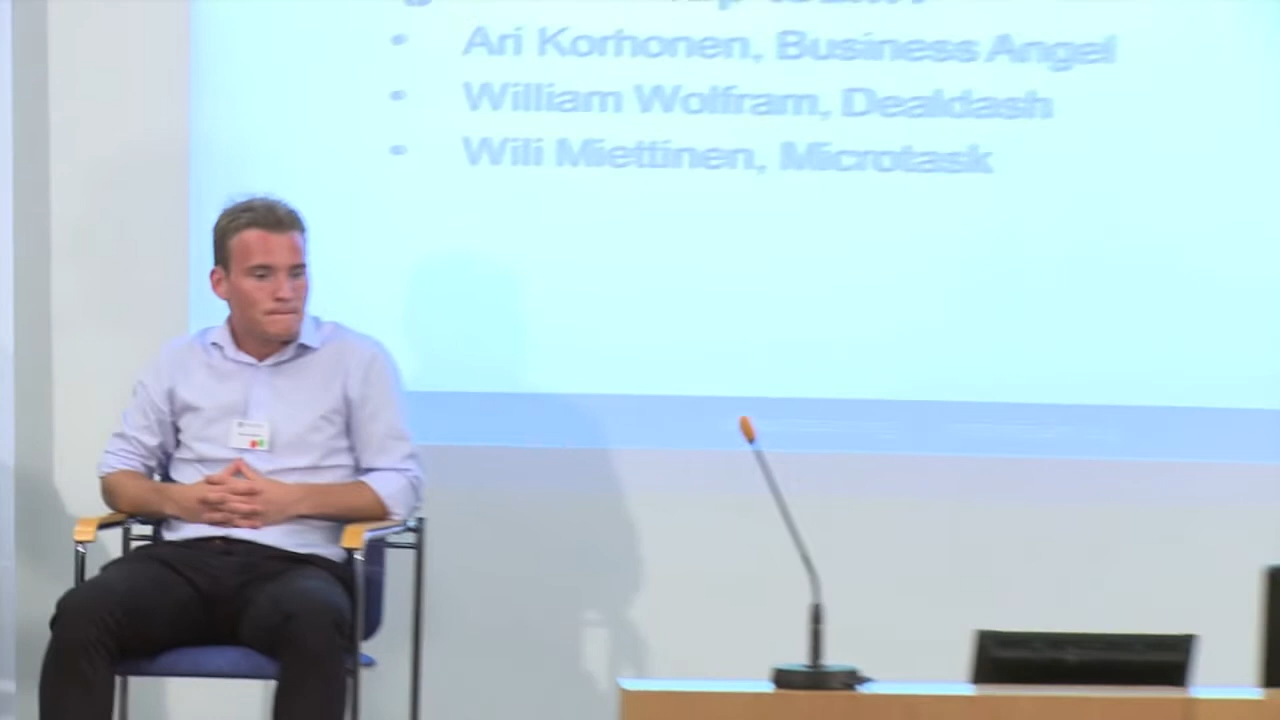 • Ari Korhonen, Business Angel
• William Wolfram, Dealdash
• Wili Miettinen, Microtask